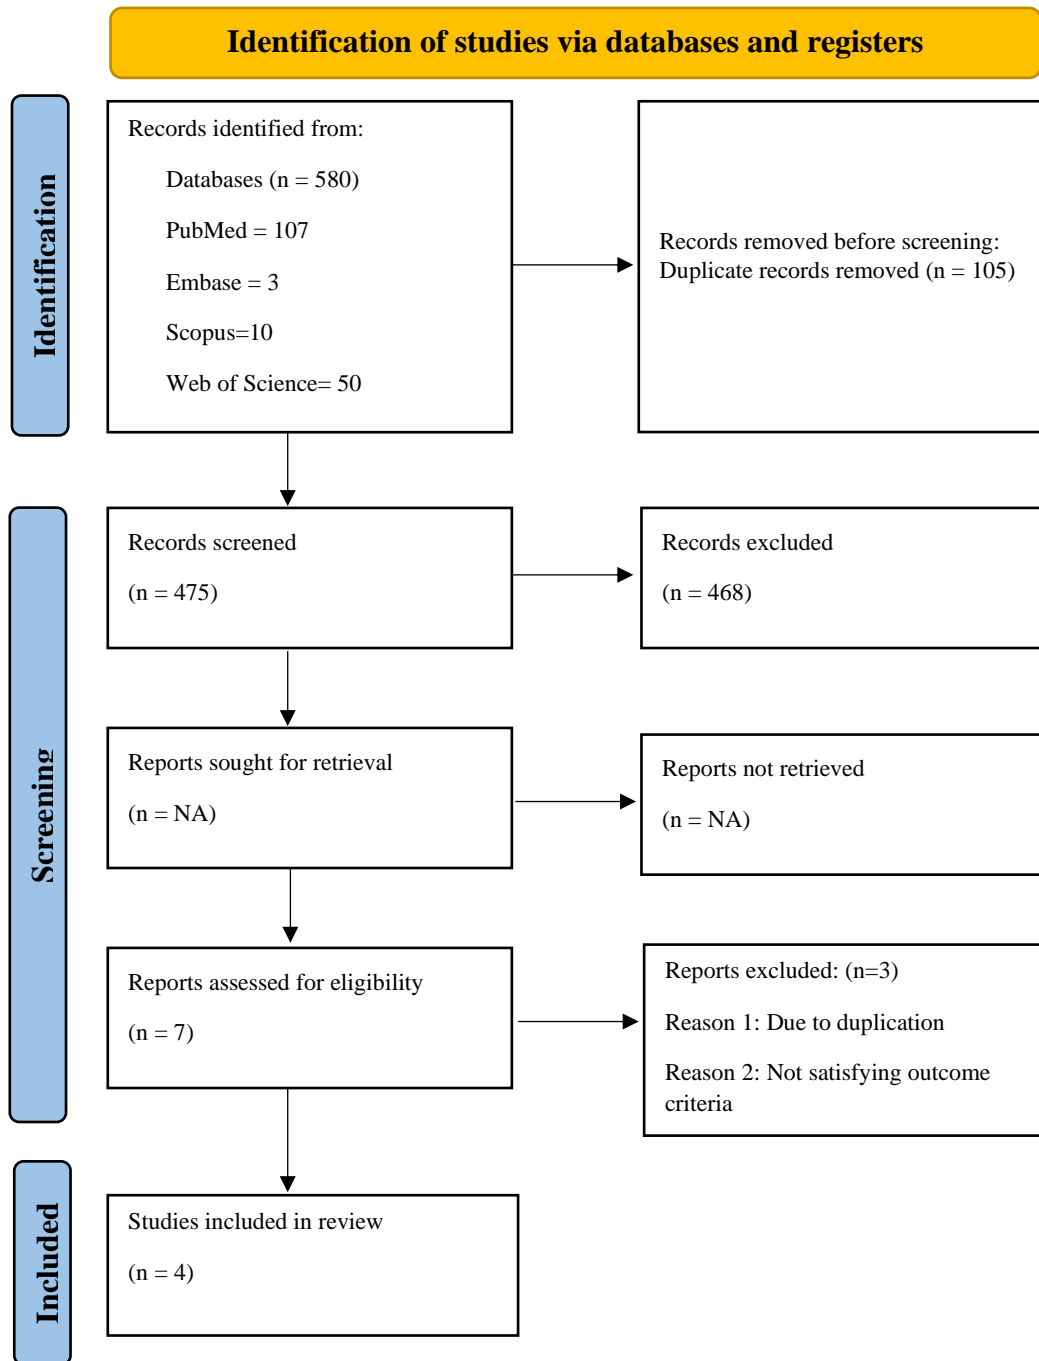 Identification of studies via databases and registers
Identification
Records identified from:
Databases (n = 580)
PubMed = 107
Embase = 3
Scopus=10
Web of Science= 50
Records removed before screening:
Duplicate records removed (n = 105)
Screening
Records screened
(n = 475)
Records excluded
(n = 468)
Reports sought for retrieval
(n = NA)
Reports not retrieved
(n = NA)
Reports assessed for eligibility
(n = 7)
Reports excluded: (n=3)
Reason 1: Due to duplication
Reason 2: Not satisfying outcome
criteria
Included
Studies included in review
(n = 4)